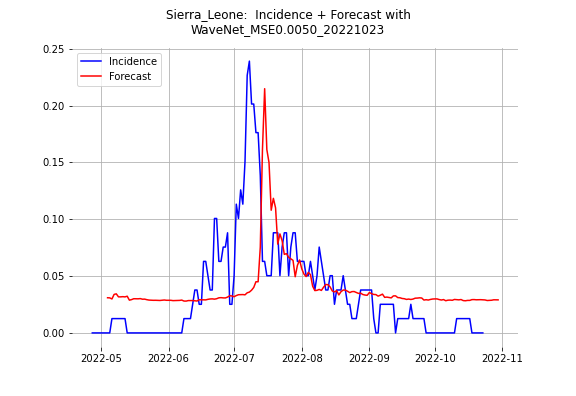 Sierra_Leone:  Incidence + Forecast with
WaveNet_MSE0.0050_20221023
Incidence
Forecast
0.25
0.20
0.15
0.10
0.05
0.00
2022-05 2022-06 2022-07 2022-08 2022-09 2022-10 2022-11